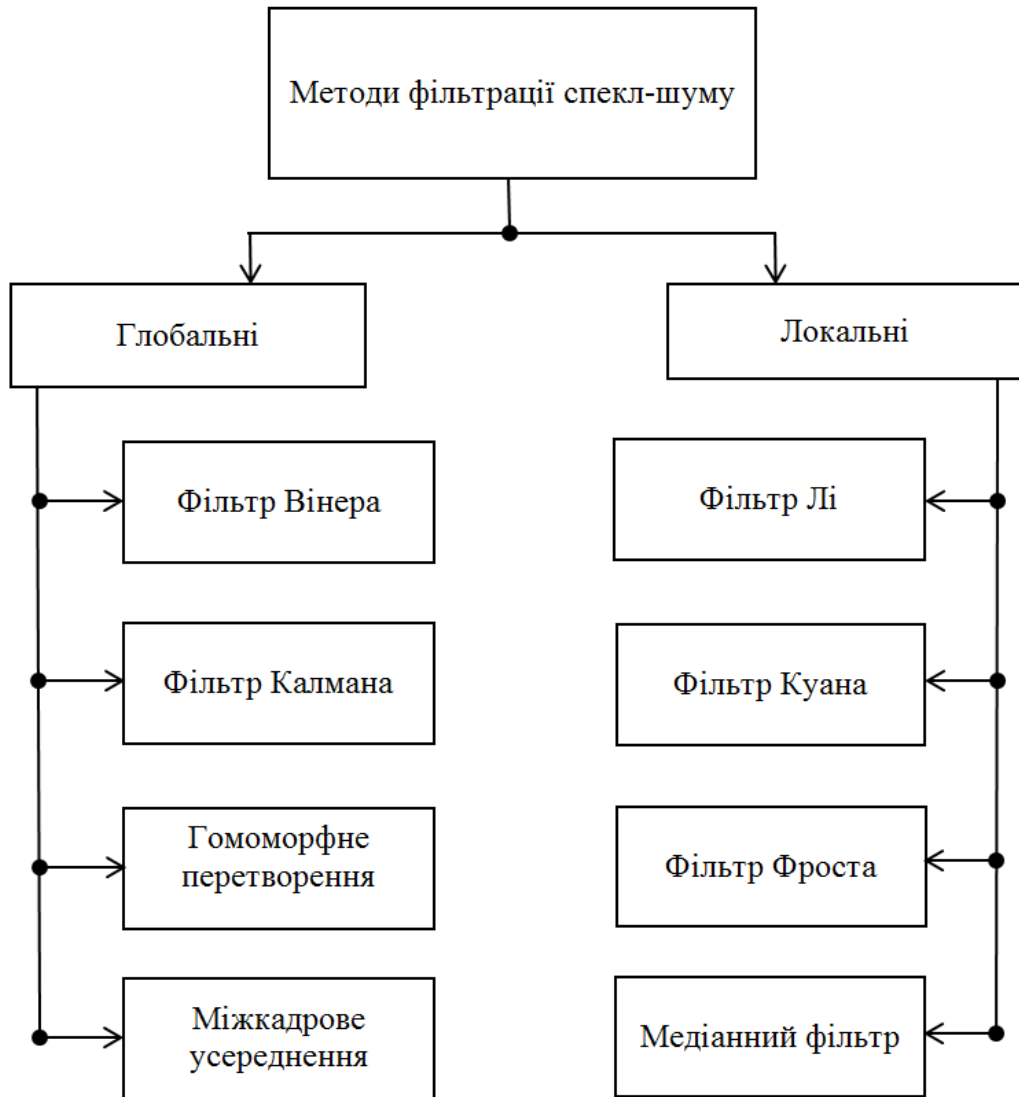 Методи фільтрації спекл-шуму
Глобальні
Локальні
Фільтр Вінера
Фільтр Лі
Фільтр Калмана
Фільтр Куана
Гомоморфне
перетворення
Фільтр Фроста
Міжкадрове
усереднення
Медіанний фільтр